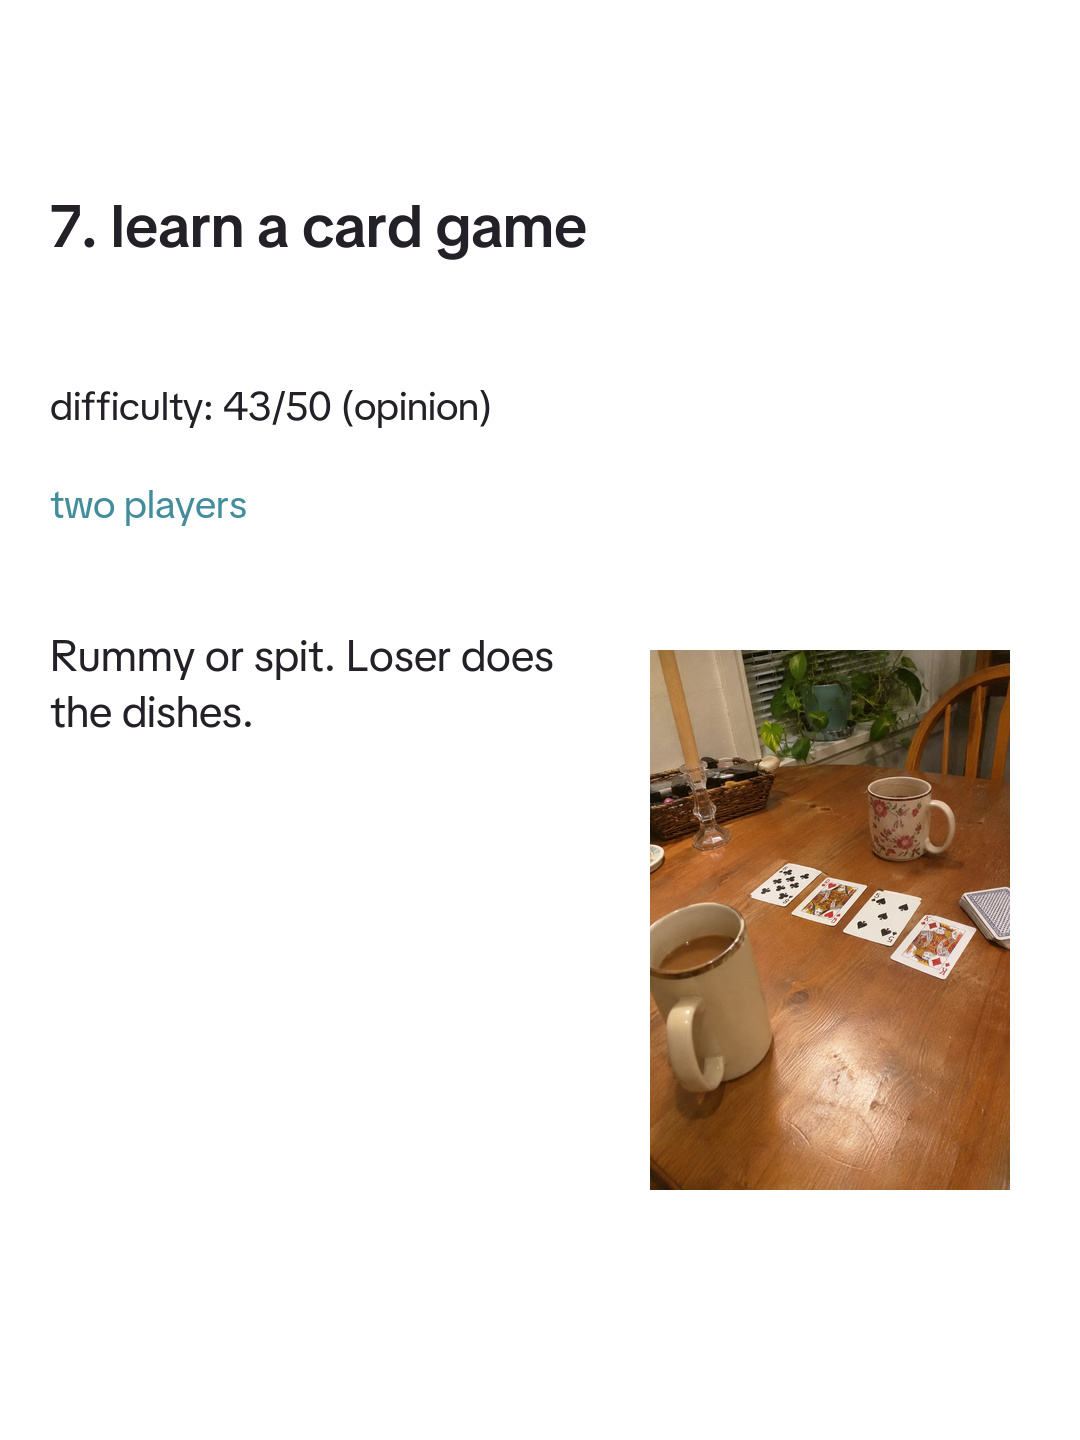 7. learn a card game
difficulty: 43/50 (opinion)
two players
Rummy or spit. Loser does
the dishes.